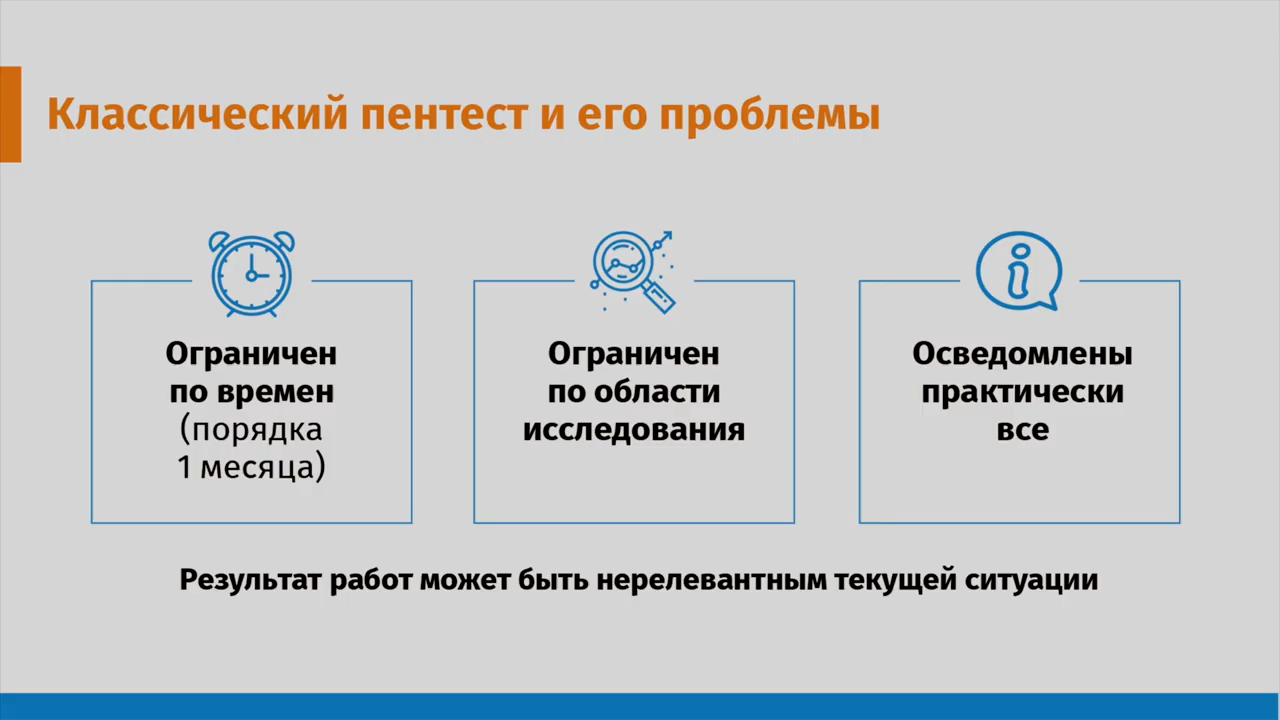 Классический пентест и его проблемы
Ограничен
по времен
(порядка
1 месяца)
Ограничен
по области
исследования
Осведомлены
практически
все
Результат работ может быть нерелевантным текущей ситуации